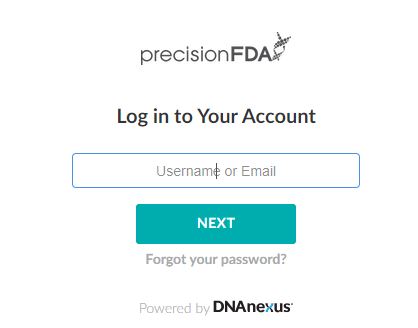 precisionFDA
Log in to Your Account
Username or Email
NEXT
Forgot your password?
Powered by DNAnexus